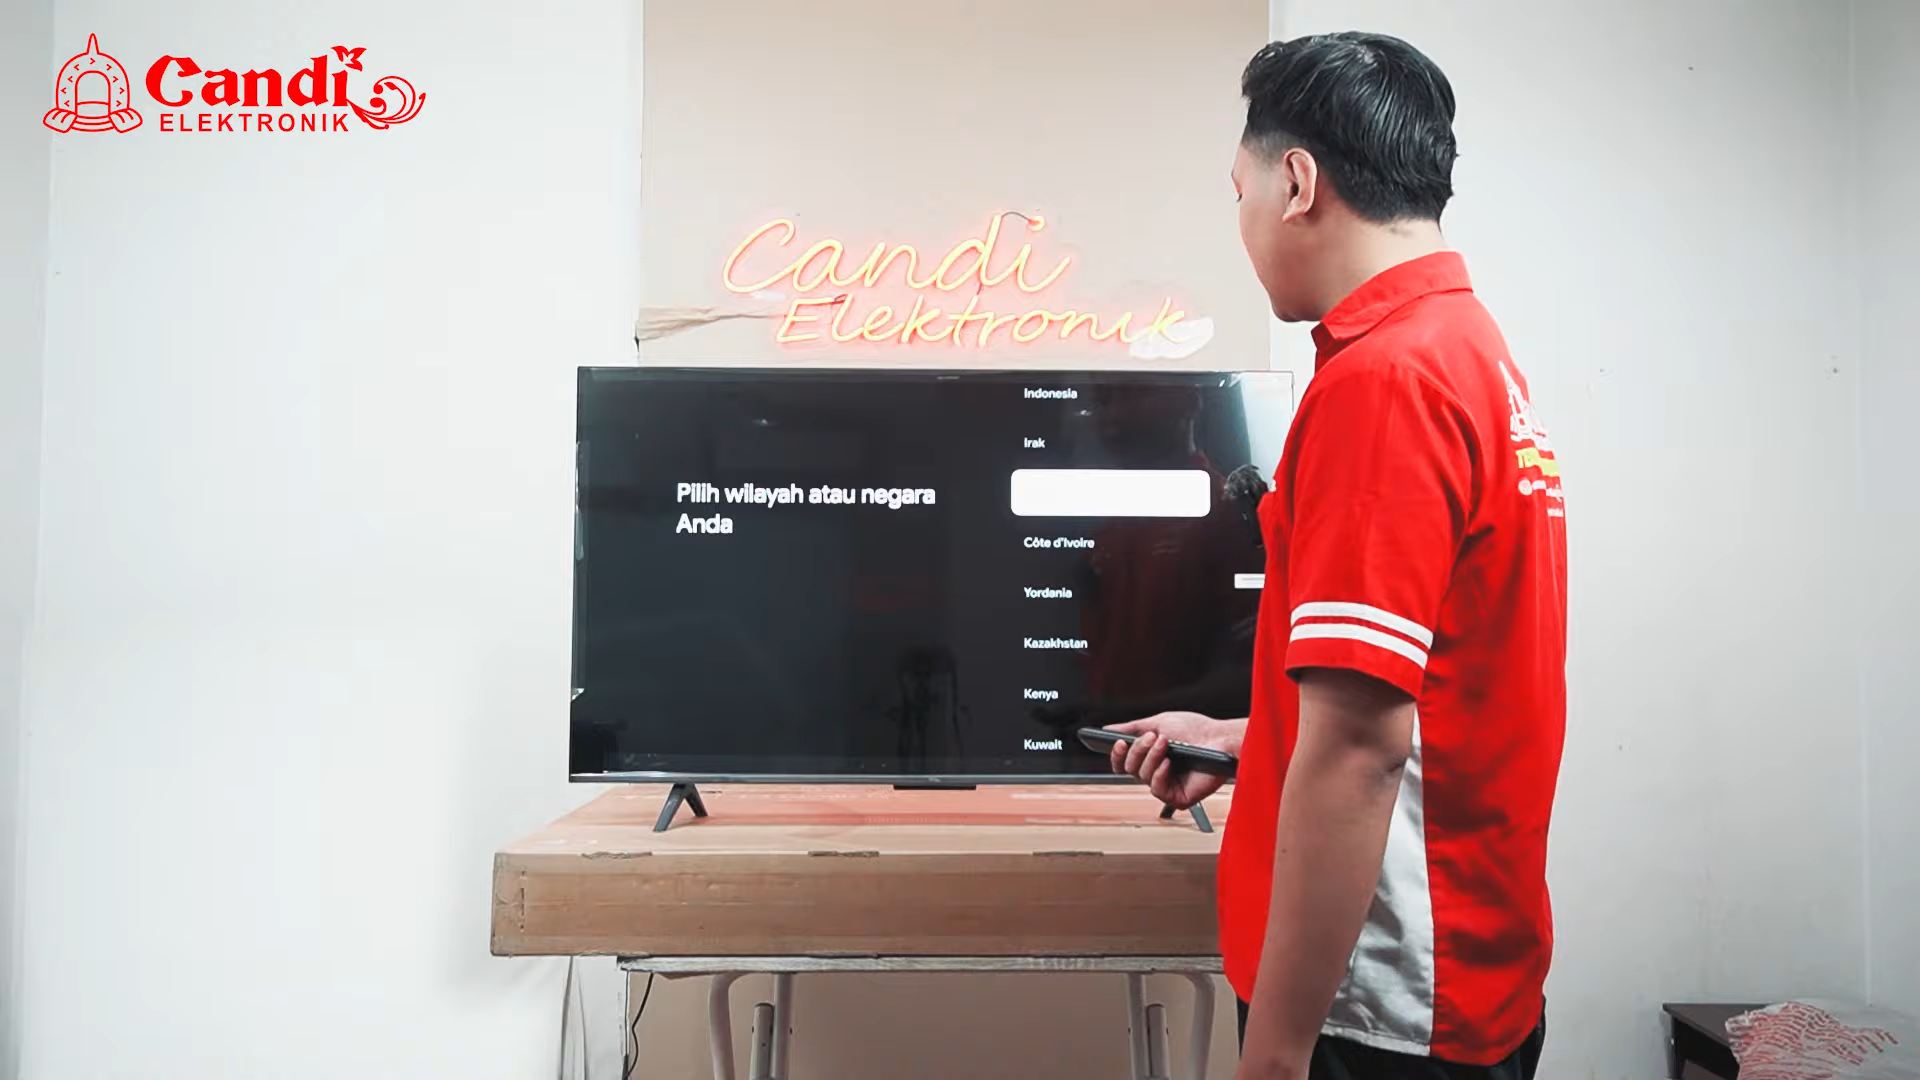 Candi
ELEKTRONIK
Candi
Elektronik
Pilih wilayah atau negara
Anda
Indonesia
Irak
Côte d'Ivoire
Yordania
Kazakhstan
Kenya
Kuwait